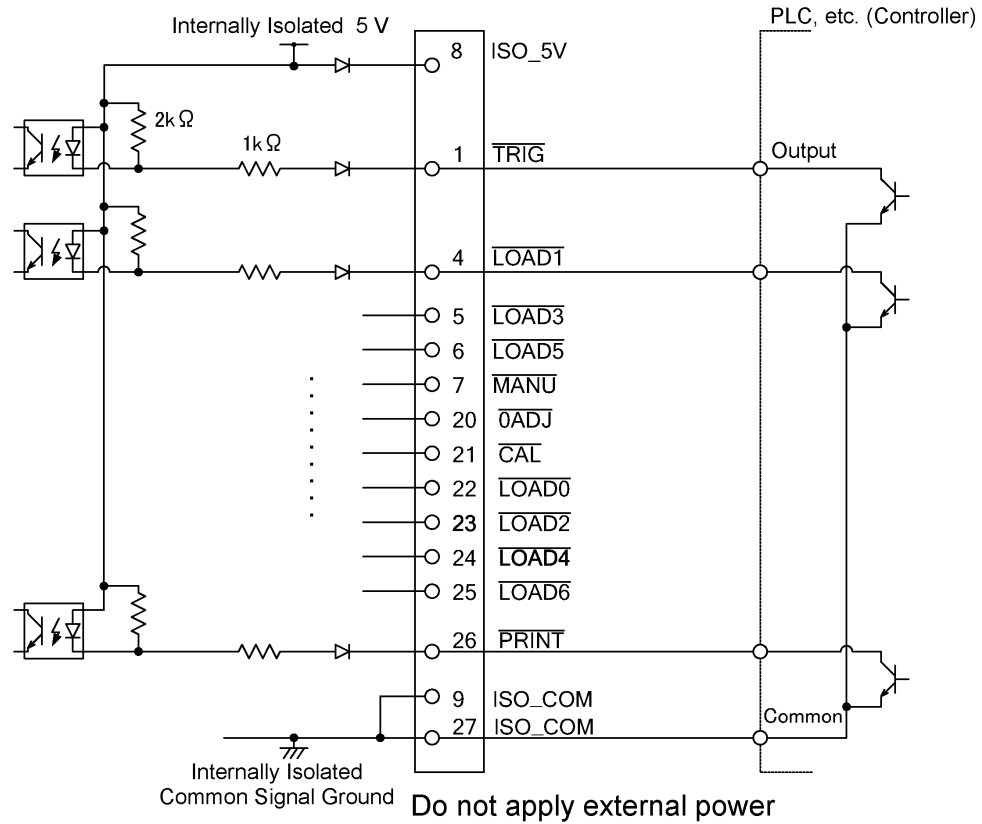 PLC, etc. (Controller)
Internally Isolated 5 V
8 ISO_5V
2kΩ
1kΩ
1 TRIG
Output
4 LOAD1
5 LOAD3
6 LOAD5
7 MANU
20 0ADJ
21 CAL
22 LOAD0
23 LOAD2
24 LOAD4
25 LOAD6
26 PRINT
9 ISO_COM
Common
27 ISO_COM
Internally Isolated
Common Signal Ground
Do not apply external power